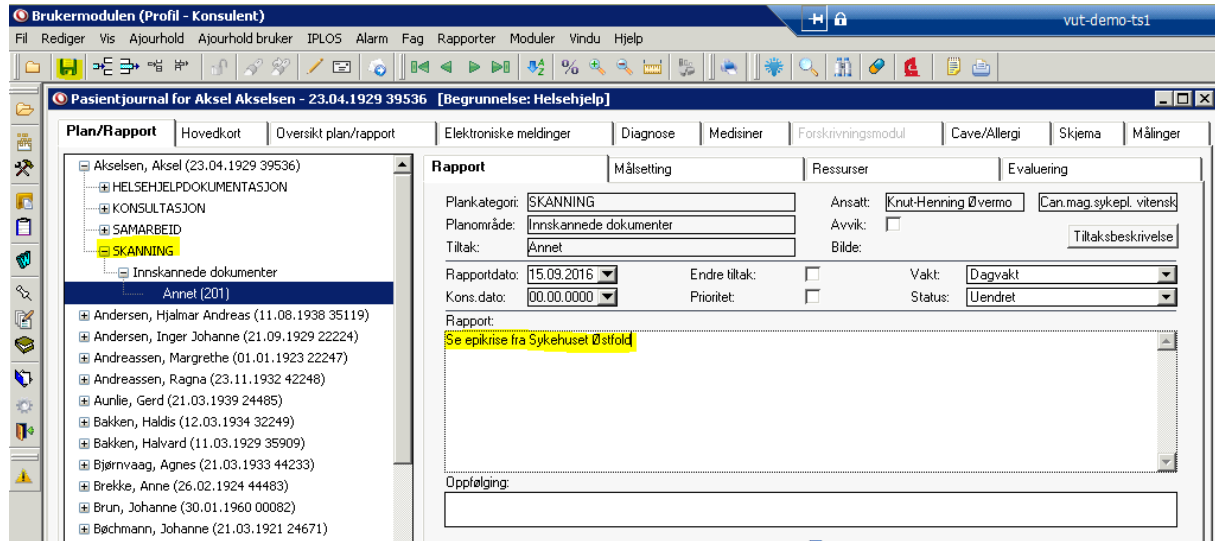 Brukermodulen (Profil - Konsulent)
vut-demo-ts1
Fil Rediger Vis Ajourhold Ajourhold bruker IPLOS Alarm Fag Rapporter Moduler Vindu Hjelp
Pasientjournal for Aksel Akselsen - 23.04.1929 39536 [Begrunnelse: Helsehjelp]
Plan/Rapport Hovedkort Oversikt plan/rapport Elektroniske meldinger Diagnose Medisiner Forskrivningsmodul Cave/Allergi Skjema Målinger
Akselsen, Aksel (23.04.1929 39536)
HELSEHJELPDOKUMENTASJON
KONSULTASJON
SAMARBEID
SKANNING
Innskannede dokumenter
Annet (201)
Andersen, Hjalmar Andreas (11.08.1938 35119)
Andersen, Inger Johanne (21.09.1929 22224)
Andreassen, Margrethe (01.01.1923 22247)
Andreassen, Ragna (23.11.1932 42248)
Aunlie, Gerd (21.03.1939 24485)
Bakken, Haldis (12.03.1934 32249)
Bakken, Halvard (11.03.1929 35909)
Bjørnvaag, Agnes (21.03.1933 44233)
Brekke, Anne (26.02.1924 44483)
Brun, Johanne (30.01.1960 00082)
Bøchmann, Johanne (21.03.1921 24671)
Rapport Målsetting Ressurser Evaluering
Plankategori: SKANNING Ansatt: Knut-Henning Øvermo Can.mag.sykepl. vitensk
Planområde: Innskannede dokumenter Avvik:
Tiltaksbeskrivelse
Tiltak: Annet Bilde:
Rapportdato: 15.09.2016 Endre tiltak: Vakt: Dagvakt
Kons.dato: 00.00.0000 Prioritet: Status: Uendret
Rapport:
Se epikrise fra Sykehuset Østfold
Oppfølging: